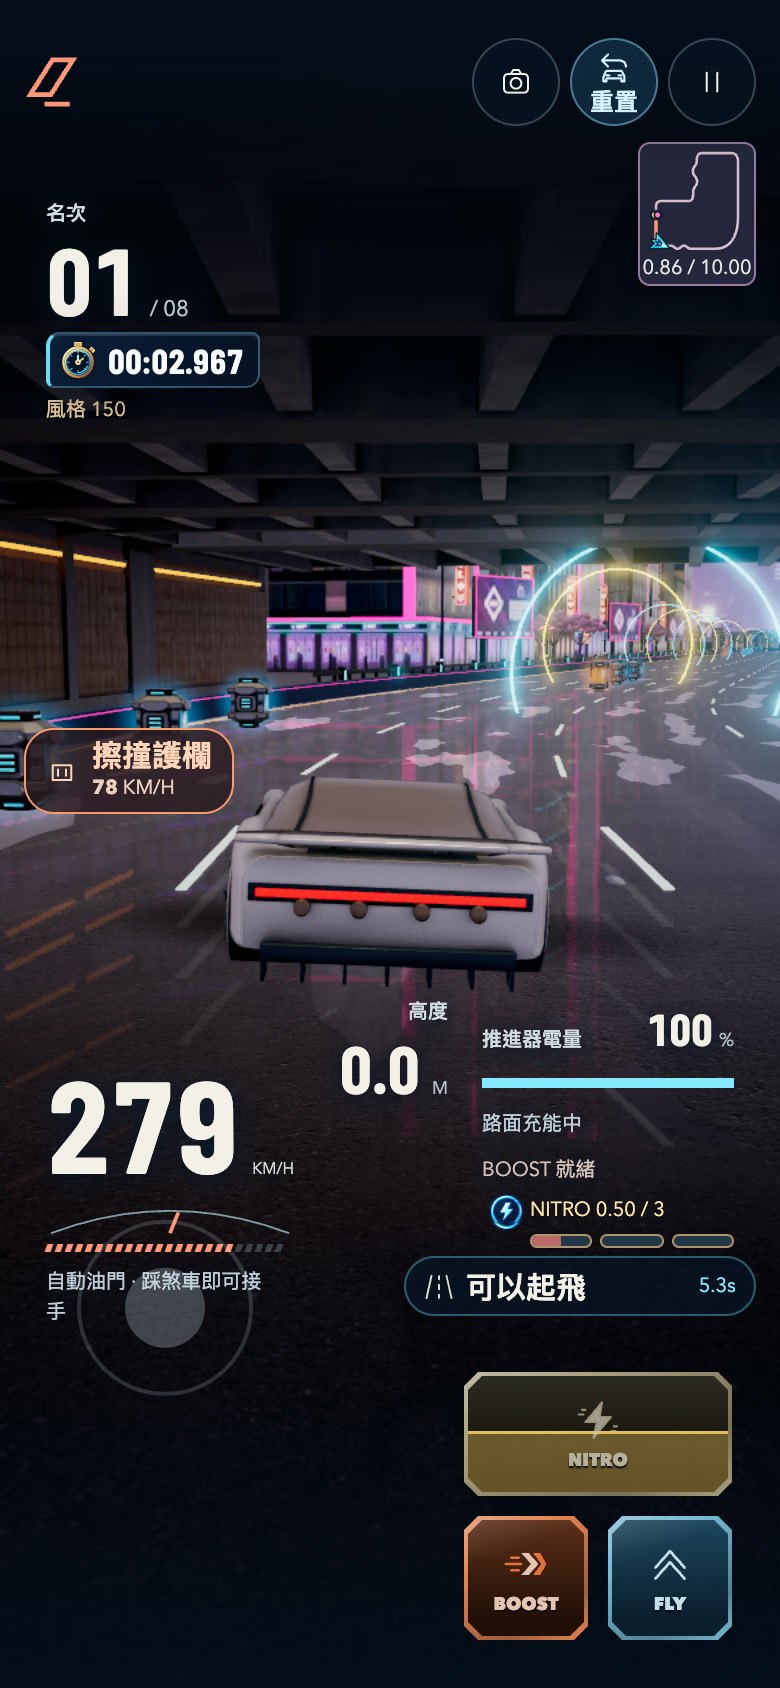 重置
名次
01 / 08
0.86 / 10.00
00:02.967
風格 150
擦撞護欄
78 KM/H
高度
0.0 M
推進器電量 100 %
279 KM/H
路面充能中
BOOST 就緒
NITRO 0.50 / 3
自動油門 · 踩煞車即可接
手
可以起飛 5.3s
NITRO
BOOST
FLY